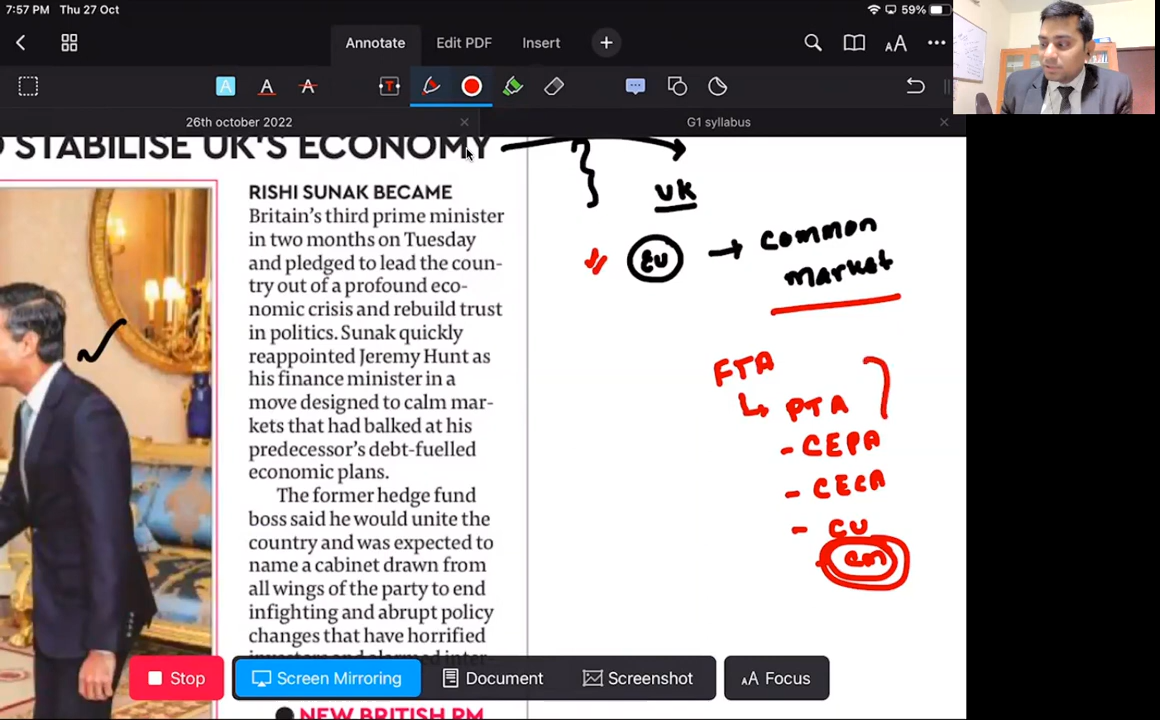 7:57 PM Thu 27 Oct
59%
Annotate
Edit PDF
Insert
AA
A
A
A
T
26th october 2022
G1 syllabus
STABILISE UK'S ECONOMY
RISHI SUNAK BECAME
Britain's third prime minister
in two months on Tuesday
and pledged to lead the coun-
try out of a profound eco-
nomic crisis and rebuild trust
in politics. Sunak quickly
reappointed Jeremy Hunt as
his finance minister in a
move designed to calm mar-
kets that had balked at his
predecessor's debt-fuelled
economic plans.
The former hedge fund
boss said he would unite the
country and was expected to
name a cabinet drawn from
all wings of the party to end
infighting and abrupt policy
changes that have horrified
NEW BRITISH PM
UK
EU → common
market
FTA
↳ PTA
- CEPA
- CECA
- CU
- CM
Stop
Screen Mirroring
Document
Screenshot
AA Focus